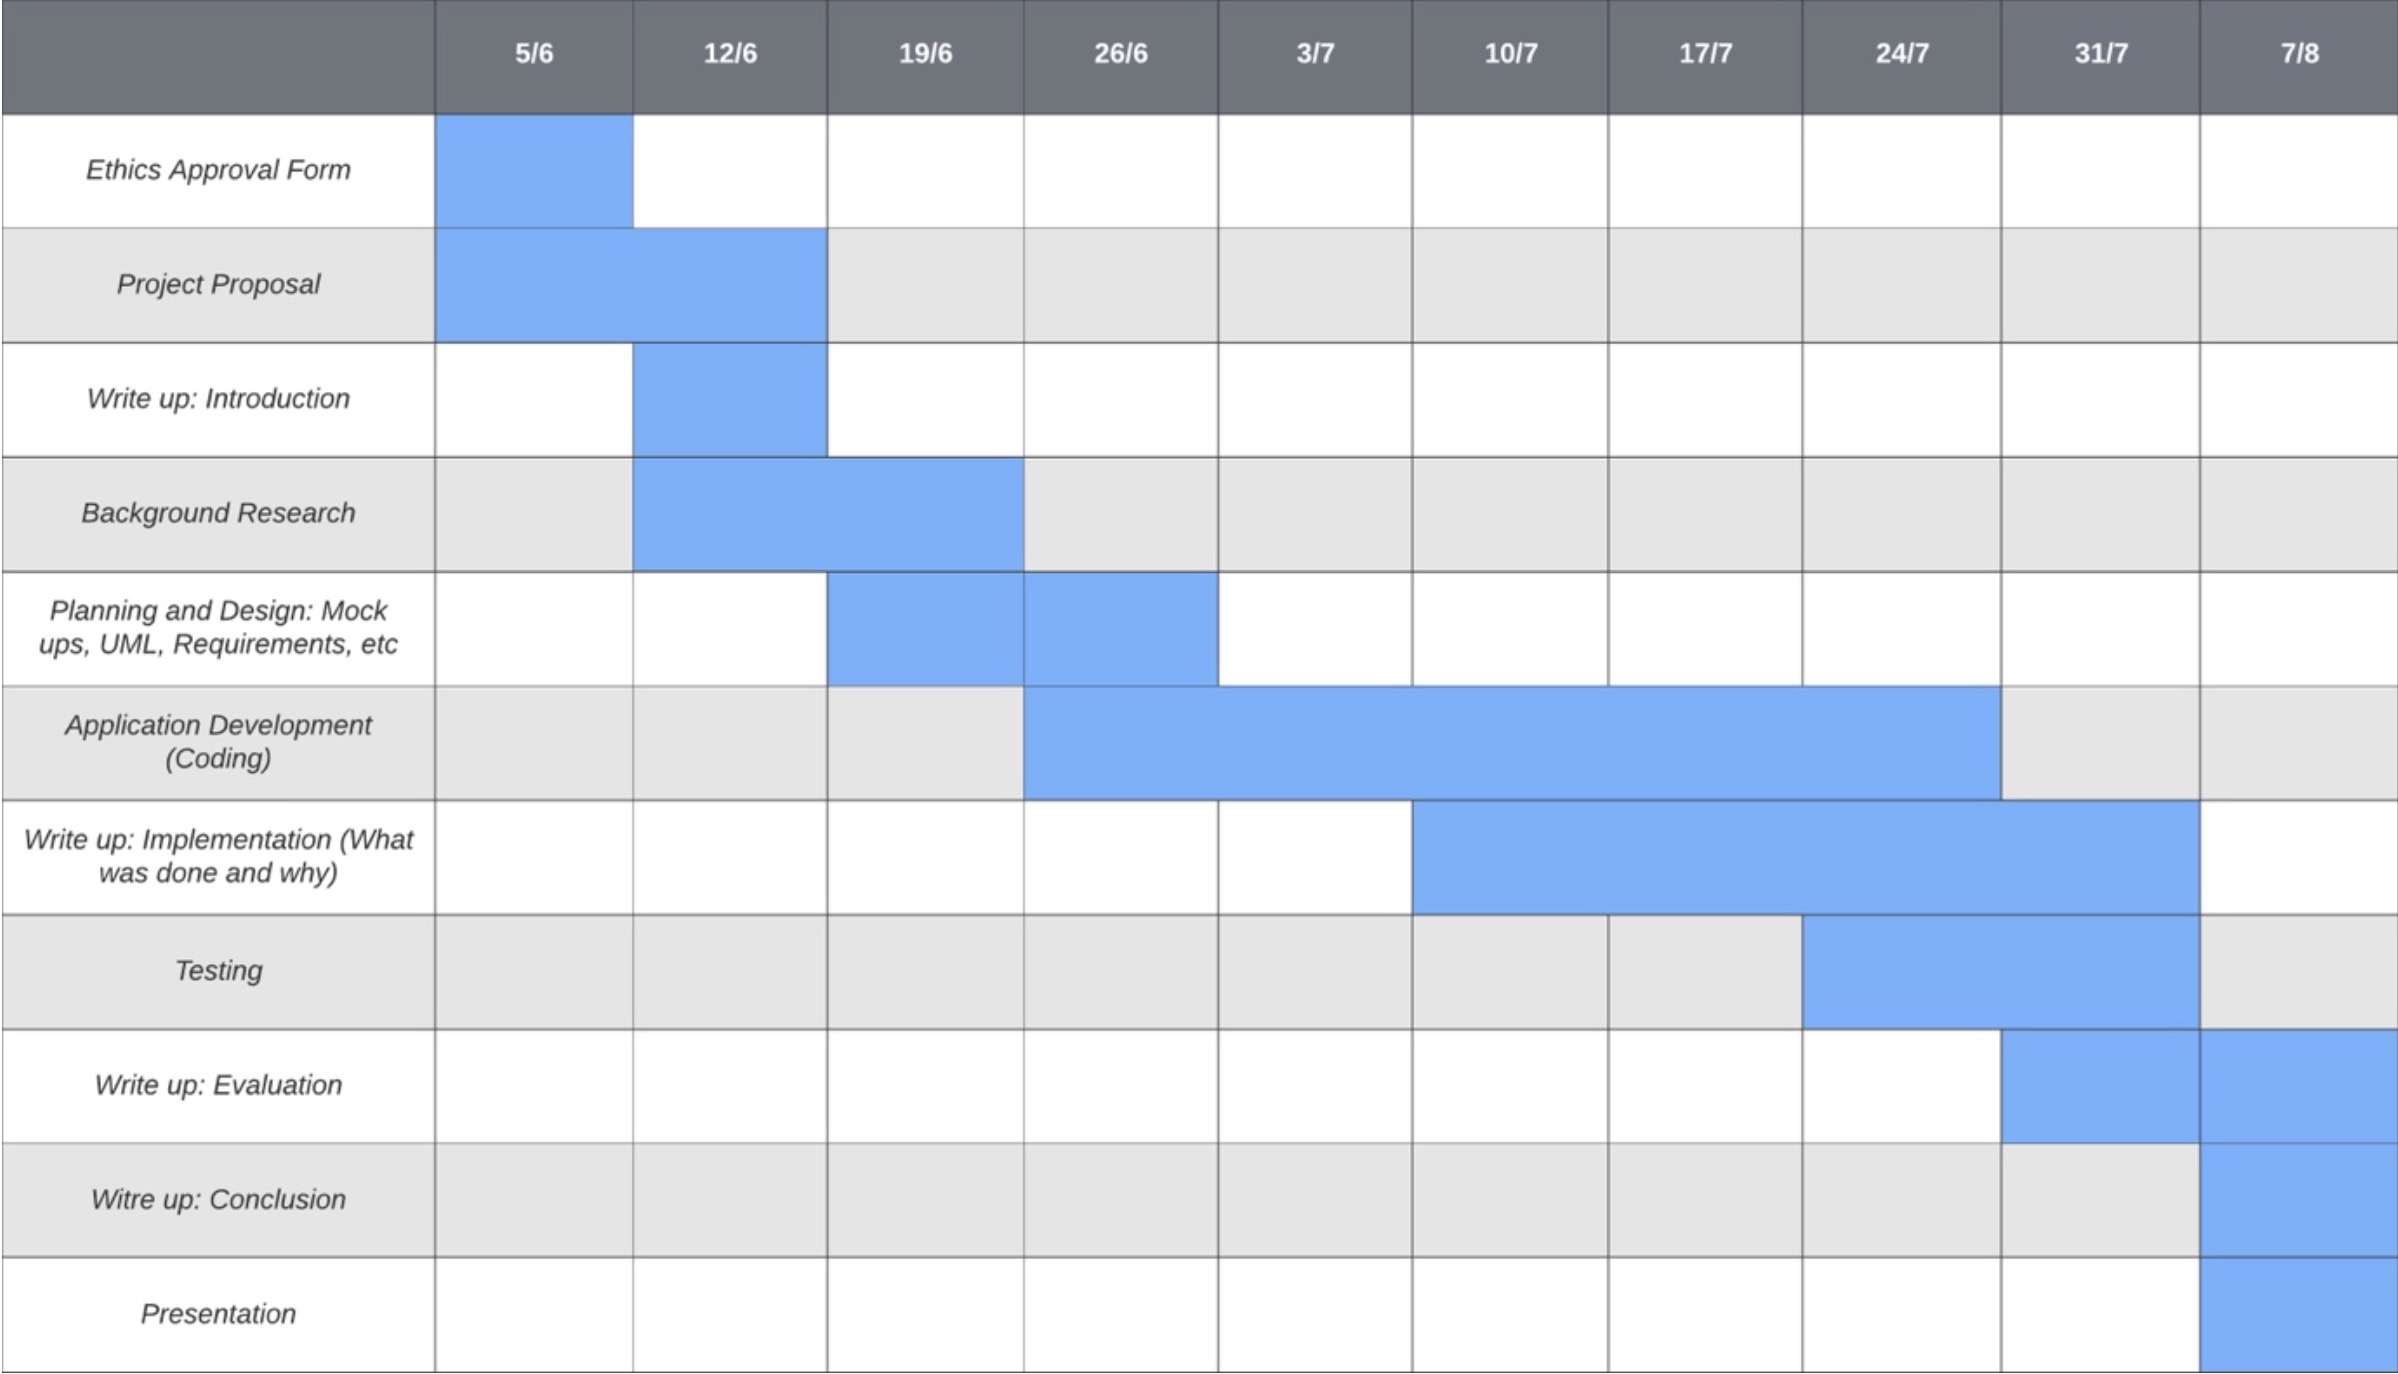 5/6 12/6 19/6 26/6 3/7 10/7 17/7 24/7 31/7 7/8
Ethics Approval Form
Project Proposal
Write up: Introduction
Background Research
Planning and Design: Mock
ups, UML, Requirements, etc
Application Development
(Coding)
Write up: Implementation (What
was done and why)
Testing
Write up: Evaluation
Witre up: Conclusion
Presentation